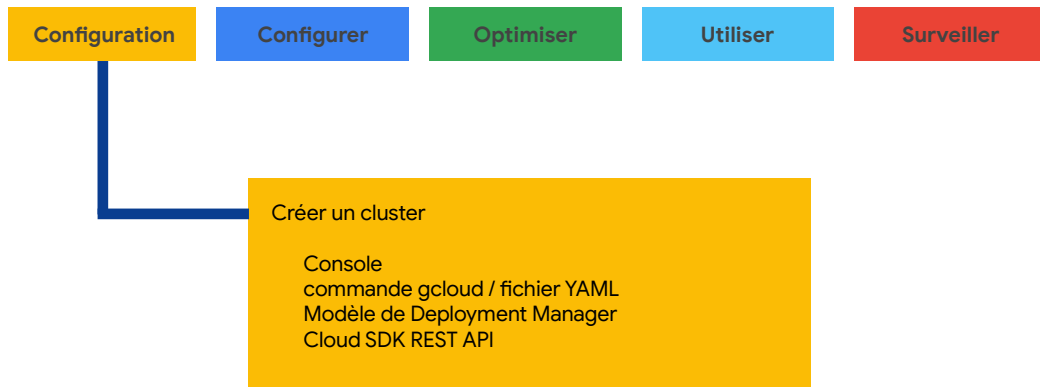 Configuration
Configurer
Optimiser
Utiliser
Surveiller
Créer un cluster
Console
commande gcloud / fichier YAML
Modèle de Deployment Manager
Cloud SDK REST API